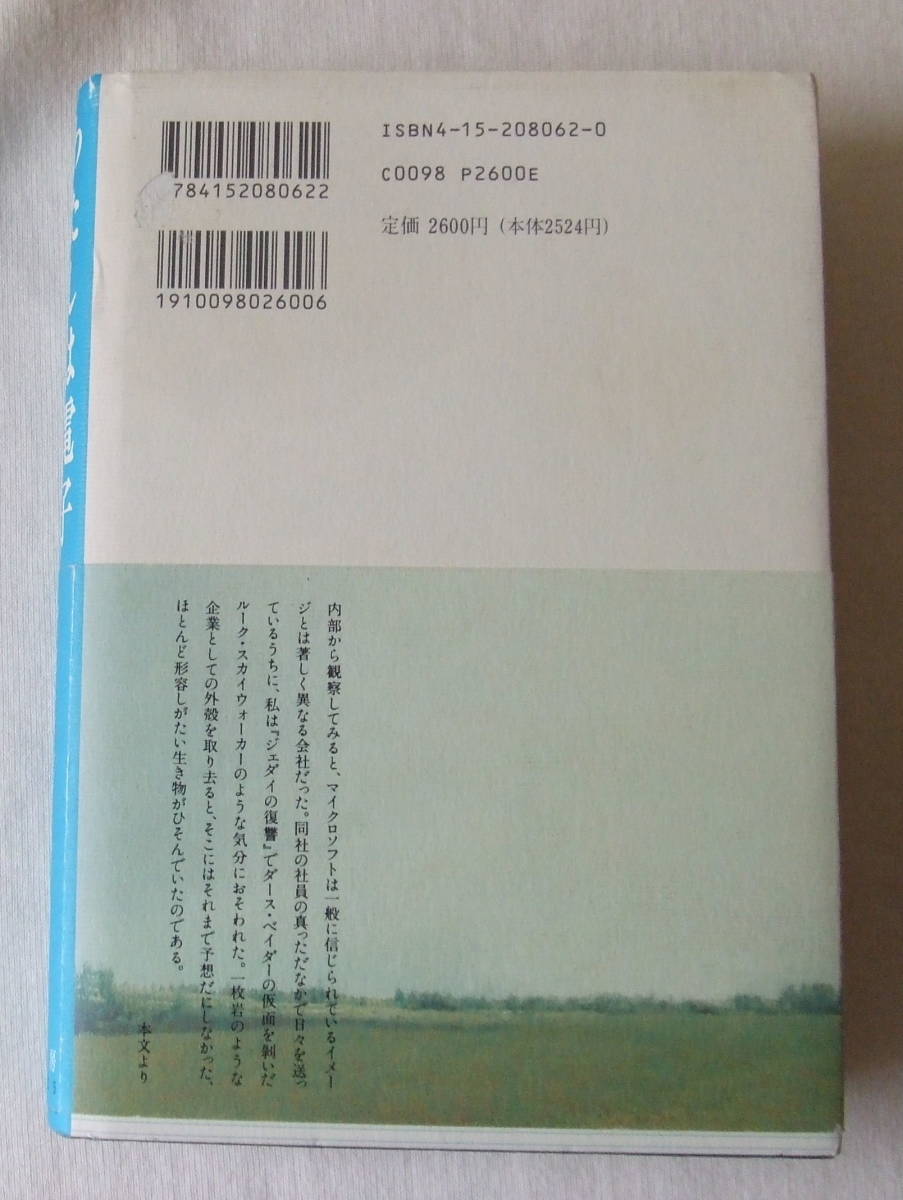 ISBN4-15-208062-0
C0098 P2600E
定価 2600円 (本体2524円)
784152080622
1910098026006
内部から観察してみると、マイクロソフトは一般に信じられているイメー
ジとは著しく異なる会社だった。同社の社員の真っただなかで日々を送っ
ているうちに、私は『ジェダイの復讐』でダース・ベイダーの仮面を剝いだ
ルーク・スカイウォーカーのような気分におそわれた。一枚岩のような
企業としての外殻を取り去ると、そこにはそれまで予想だにしなかった、
ほとんど形容しがたい生き物がひそんでいたのである。
本文より